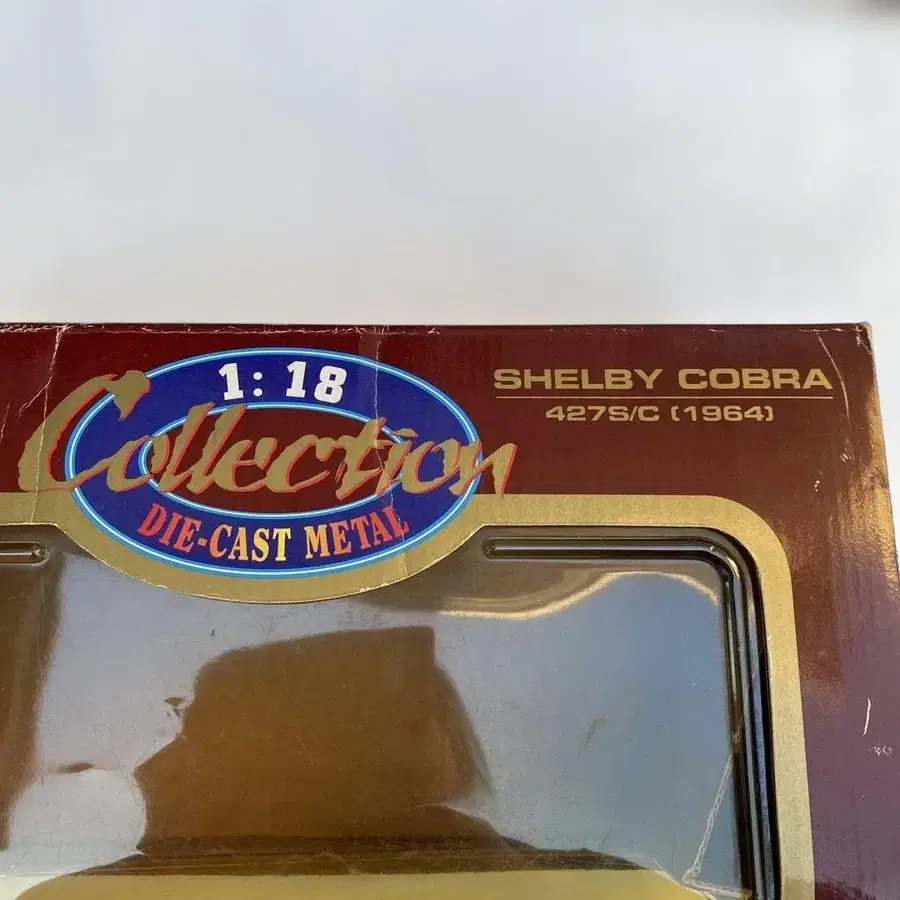 1: 18
Collection
DIE-CAST METAL
SHELBY COBRA
427S/C (1964)